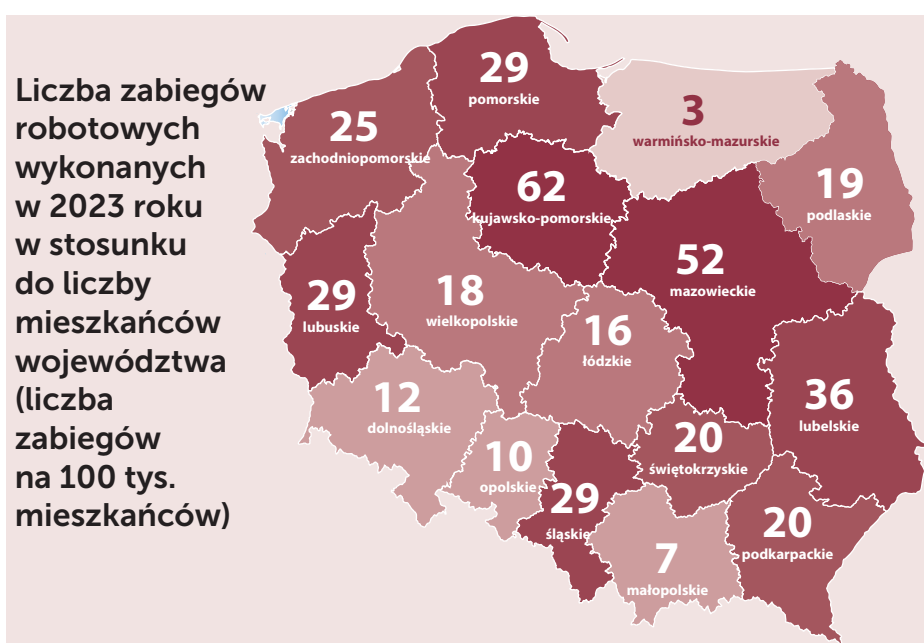 Liczba zabiegów
robotowych
wykonanych
w 2023 roku
w stosunku
do liczby
mieszkańców
województwa
(liczba
zabiegów
na 100 tys.
mieszkańców)
29
pomorskie
3
warmińsko-mazurskie
25
zachodniopomorskie
62
kujawsko-pomorskie
19
podlaskie
52
mazowieckie
29
lubuskie
18
wielkopolskie
16
łódzkie
36
lubelskie
12
dolnośląskie
10
opolskie
29
śląskie
20
świętokrzyskie
20
podkarpackie
7
małopolskie